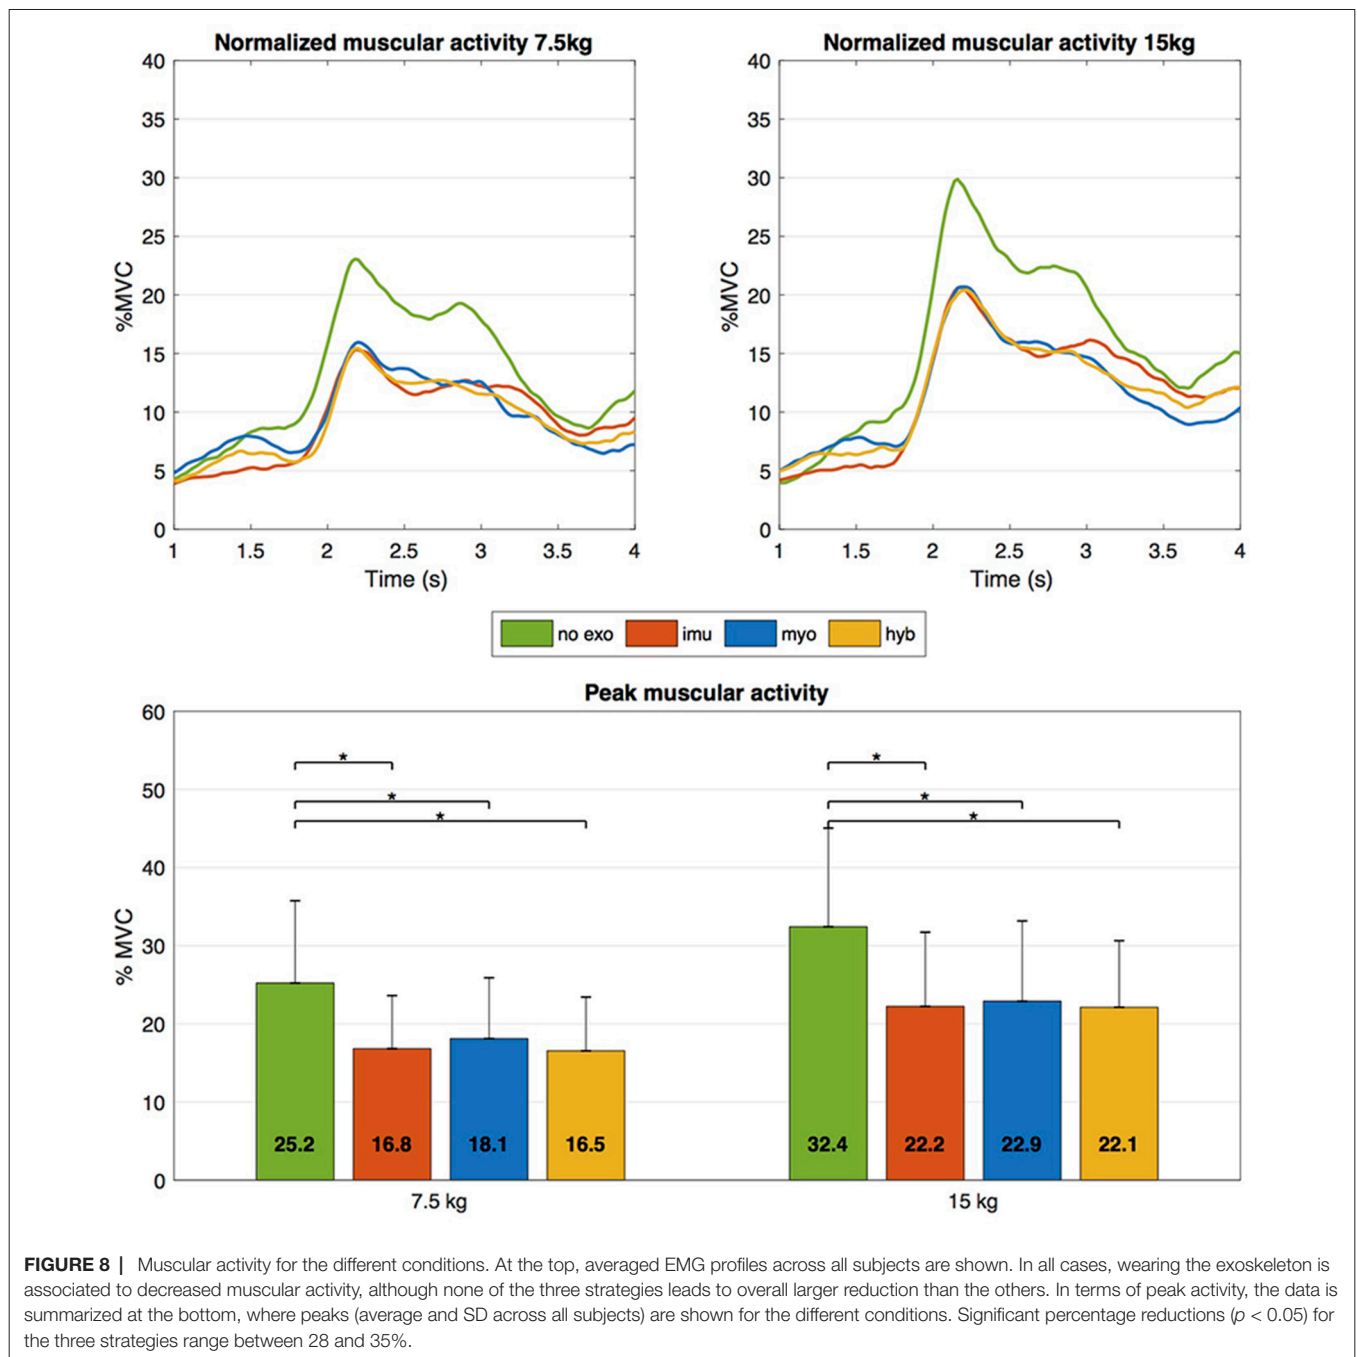 Normalized muscular activity 7.5kg
40
35
30
25
20
15
10
5
0
%MVC
1 1.5 2 2.5 3 3.5 4
Time (s)
Normalized muscular activity 15kg
40
35
30
25
20
15
10
5
0
%MVC
1 1.5 2 2.5 3 3.5 4
Time (s)
no exo imu myo hyb
Peak muscular activity
60
50
40
30
20
10
0
% MVC
* *
* *
* *
25.2 16.8 18.1 16.5 32.4 22.2 22.9 22.1
7.5 kg 15 kg
FIGURE 8 | Muscular activity for the different conditions. At the top, averaged EMG profiles across all subjects are shown. In all cases, wearing the exoskeleton is
associated to decreased muscular activity, although none of the three strategies leads to overall larger reduction than the others. In terms of peak activity, the data is
summarized at the bottom, where peaks (average and SD across all subjects) are shown for the different conditions. Significant percentage reductions (p < 0.05) for
the three strategies range between 28 and 35%.